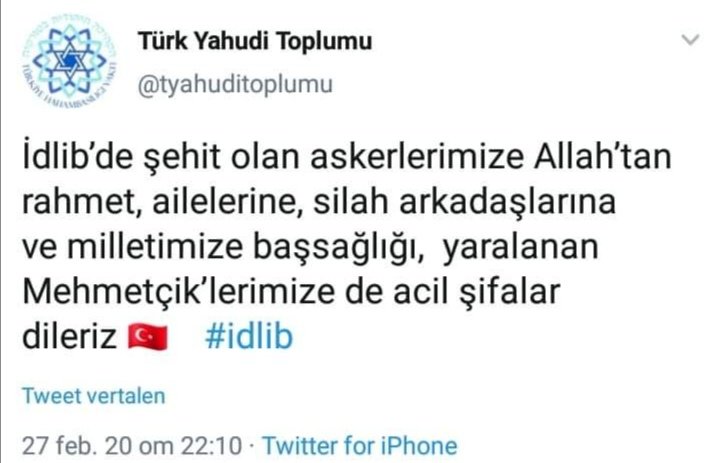 Türk Yahudi Toplumu
@tyahuditoplumu
İdlib’de şehit olan askerlerimize Allah’tan
rahmet, ailelerine, silah arkadaşlarına
ve milletimize başsağlığı, yaralanan
Mehmetçik’lerimize de acil şifalar
dileriz 🇹🇷 #idlib
Tweet vertalen
27 feb. 20 om 22:10 · Twitter for iPhone